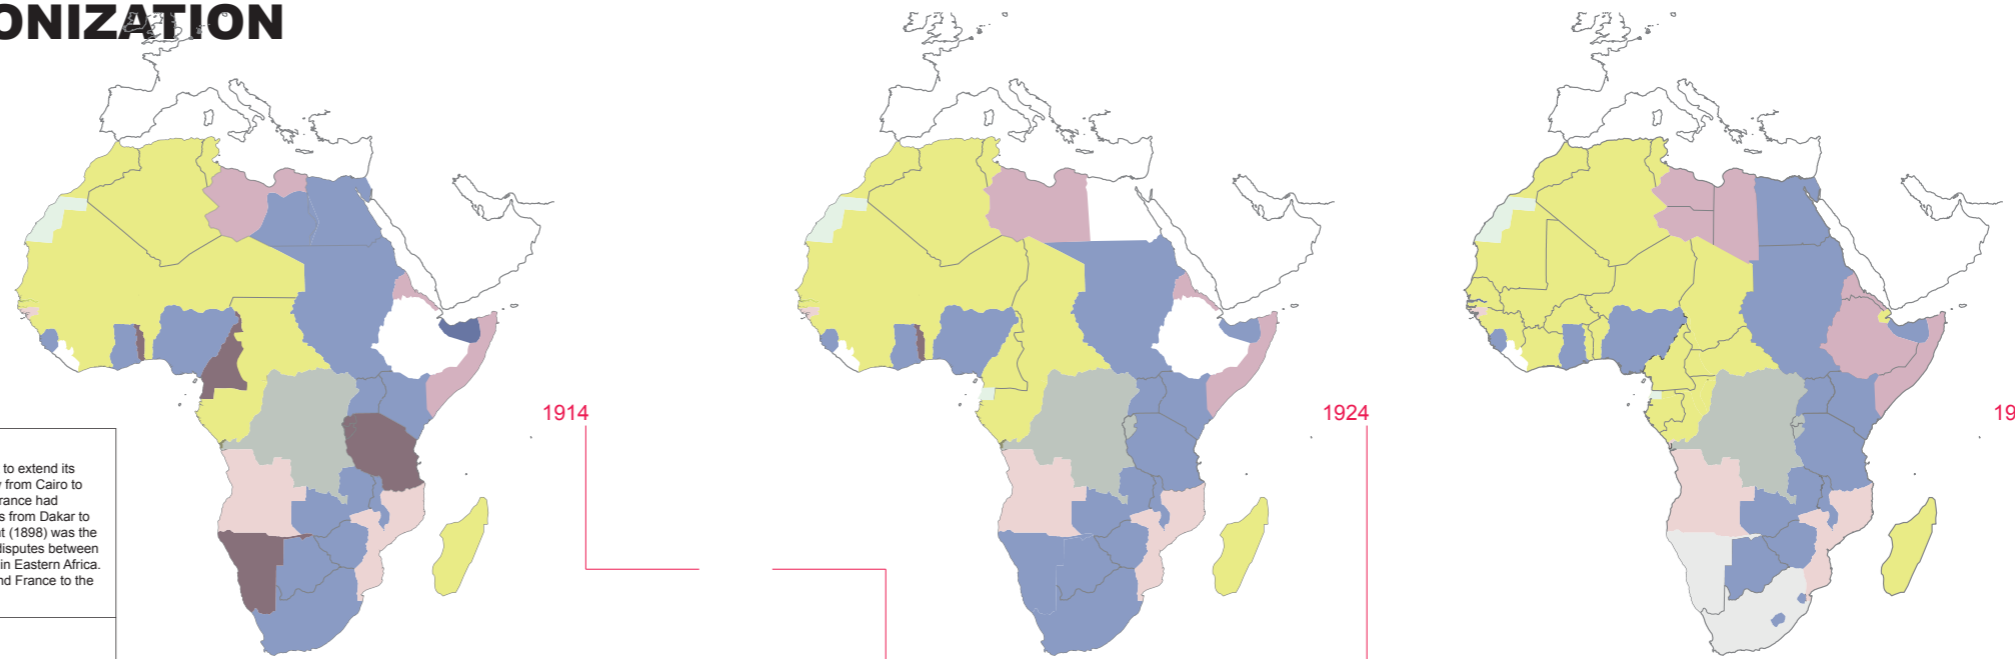 ONIZATION
to extend its
from Cairo to
rance had
s from Dakar to
t (1898) was the
disputes between
in Eastern Africa.
nd France to the
1914
1924
19